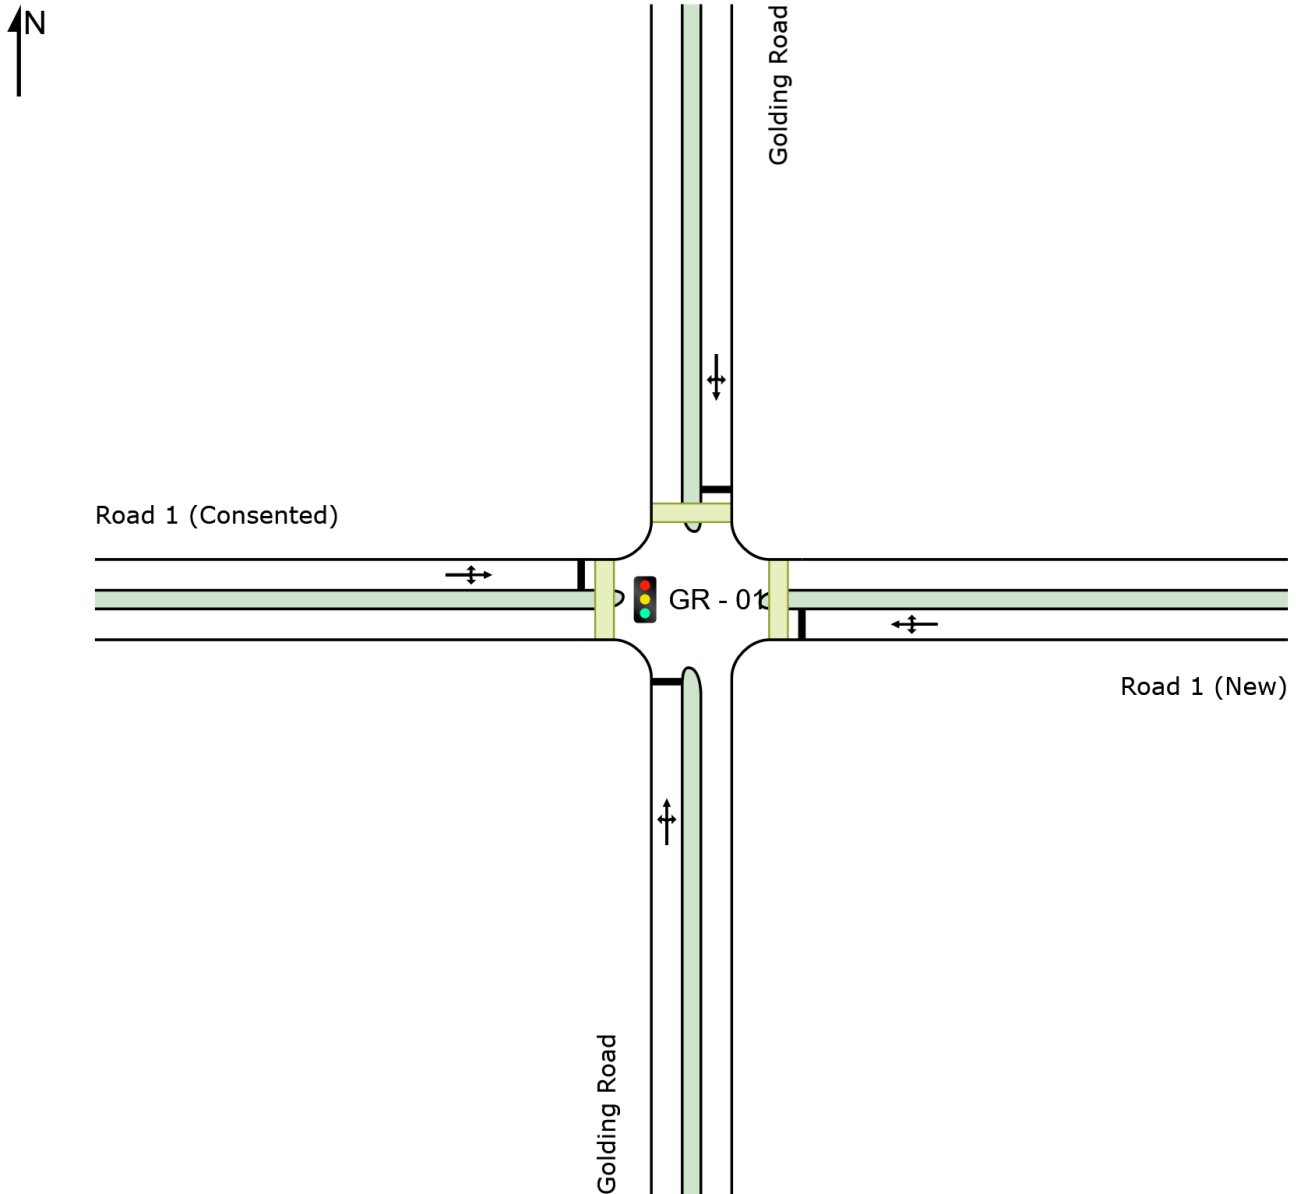 N
Golding Road
Road 1 (Consented)
GR - 01
Road 1 (New)
Golding Road